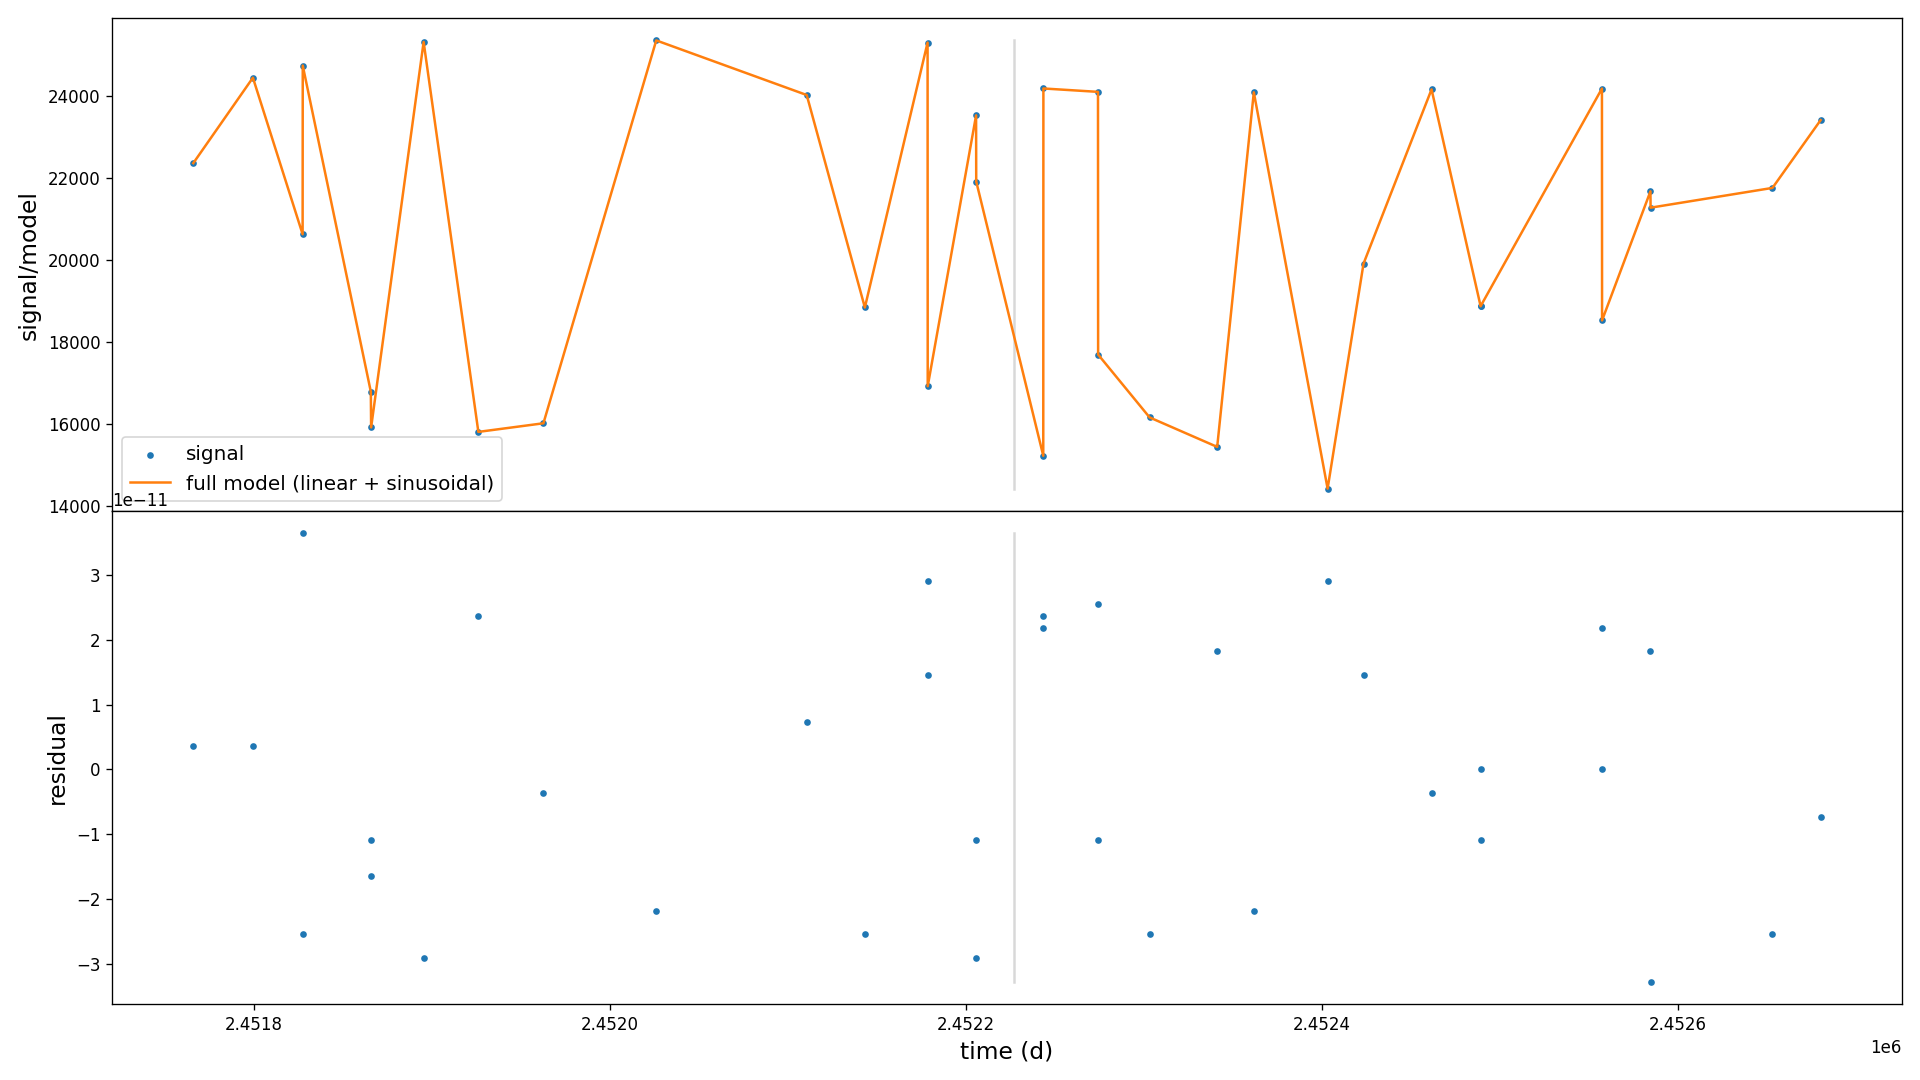 24000
22000
20000
18000
16000
14000
signal/model
signal
full model (linear + sinusoidal)
1e−11
3
2
1
0
−1
−2
−3
residual
2.4518 2.4520 2.4522 2.4524 2.4526
time (d)
1e6